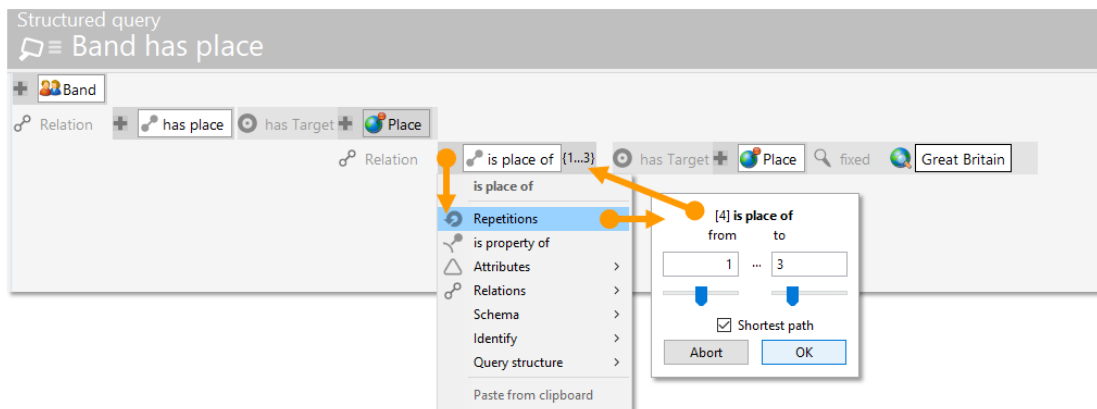 Structured query
Band has place
Band
Relation has place has Target Place
Relation is place of {1...3} has Target Place fixed Great Britain
is place of
Repetitions
is property of
Attributes
Relations
Schema
Identify
Query structure
Paste from clipboard
[4] is place of
from to
1 ... 3
Shortest path
Abort OK